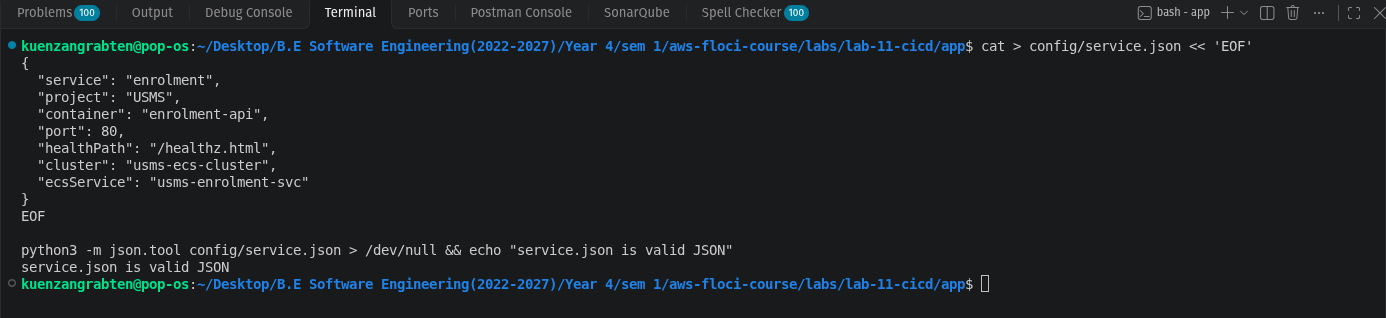 Problems 100 Output Debug Console Terminal Ports Postman Console SonarQube Spell Checker 100 bash - app
kuenzangrabten@pop-os:~/Desktop/B.E Software Engineering(2022-2027)/Year 4/sem 1/aws-floci-course/labs/lab-11-cicd/app$ cat > config/service.json << 'EOF'
{
  "service": "enrolment",
  "project": "USMS",
  "container": "enrolment-api",
  "port": 80,
  "healthPath": "/healthz.html",
  "cluster": "usms-ecs-cluster",
  "ecsService": "usms-enrolment-svc"
}
EOF
python3 -m json.tool config/service.json > /dev/null && echo "service.json is valid JSON"
service.json is valid JSON
kuenzangrabten@pop-os:~/Desktop/B.E Software Engineering(2022-2027)/Year 4/sem 1/aws-floci-course/labs/lab-11-cicd/app$